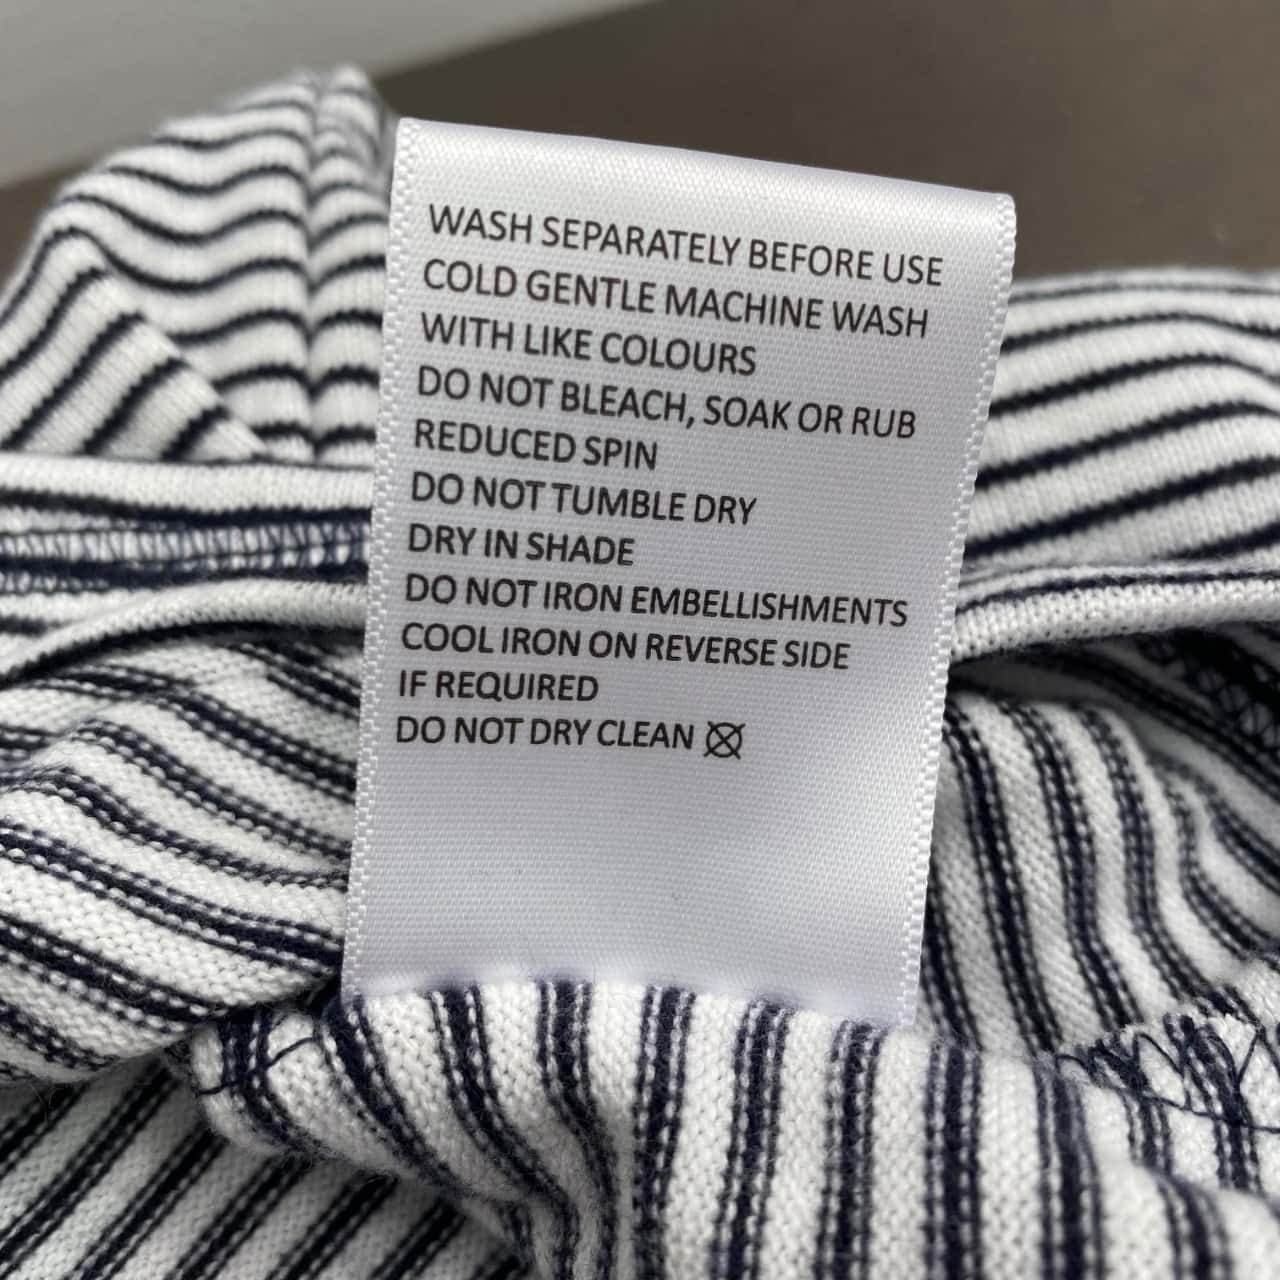 WASH SEPARATELY BEFORE USE
COLD GENTLE MACHINE WASH
WITH LIKE COLOURS
DO NOT BLEACH, SOAK OR RUB
REDUCED SPIN
DO NOT TUMBLE DRY
DRY IN SHADE
DO NOT IRON EMBELLISHMENTS
COOL IRON ON REVERSE SIDE
IF REQUIRED
DO NOT DRY CLEAN